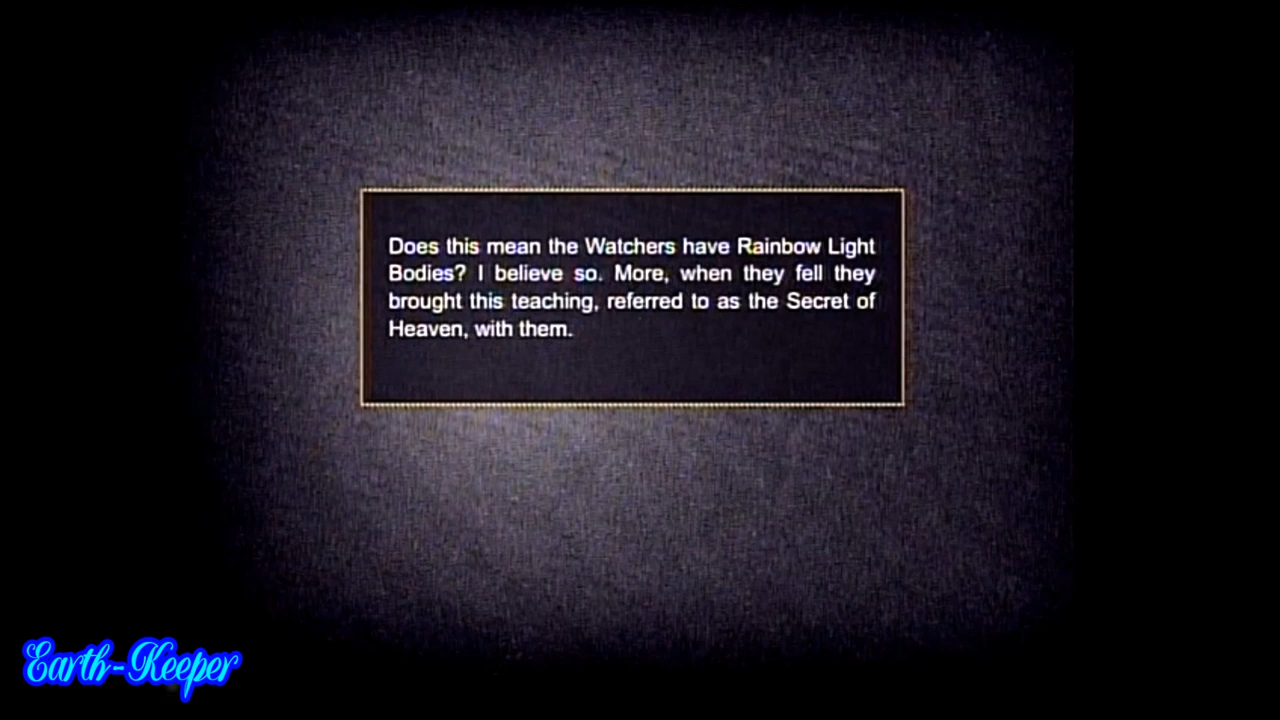 Does this mean the Watchers have Rainbow Light
Bodies? I believe so. More, when they fell they
brought this teaching, referred to as the Secret of
Heaven, with them.
Earth-Keeper